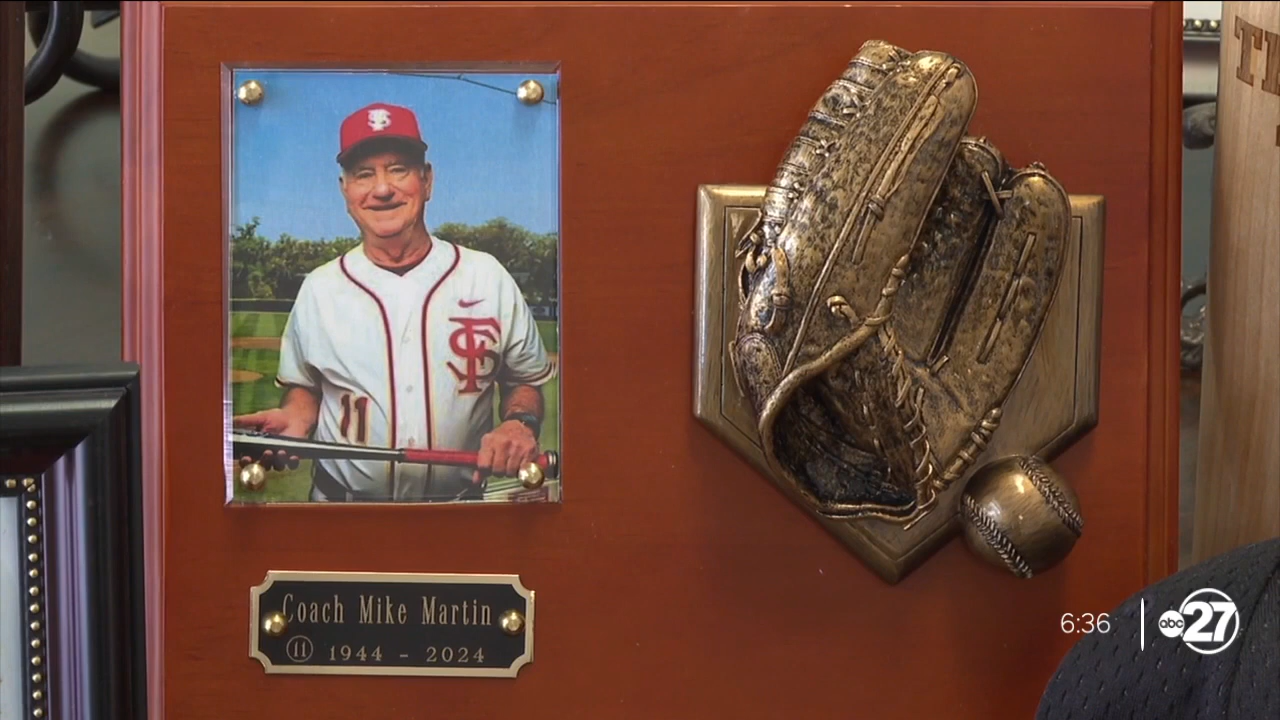 FS
FS
11
Coach Mike Martin
11 1944 - 2024
6:36
abc 27